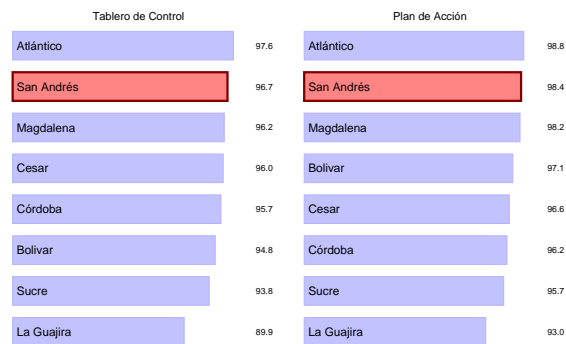 Tablero de Control
Atlántico 97.6
San Andrés 96.7
Magdalena 96.2
Cesar 96.0
Córdoba 95.7
Bolivar 94.8
Sucre 93.8
La Guajira 89.9
Plan de Acción
Atlántico 98.8
San Andrés 98.4
Magdalena 98.2
Bolivar 97.1
Cesar 96.6
Córdoba 96.2
Sucre 95.7
La Guajira 93.0